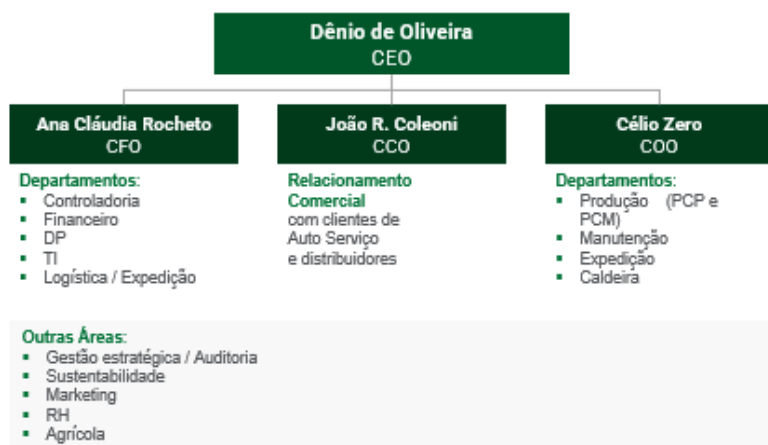 Dênio de Oliveira
CEO
Ana Cláudia Rocheto
CFO
Departamentos:
▪ Controladoria
▪ Financeiro
▪ DP
▪ TI
▪ Logística / Expedição
João R. Coleoni
CCO
Relacionamento
Comercial
com clientes de
Auto Serviço
e distribuidores
Célio Zero
COO
Departamentos:
▪ Produção (PCP e
PCM)
▪ Manutenção
▪ Expedição
▪ Caldeira
Outras Áreas:
▪ Gestão estratégica / Auditoria
▪ Sustentabilidade
▪ Marketing
▪ RH
▪ Agrícola